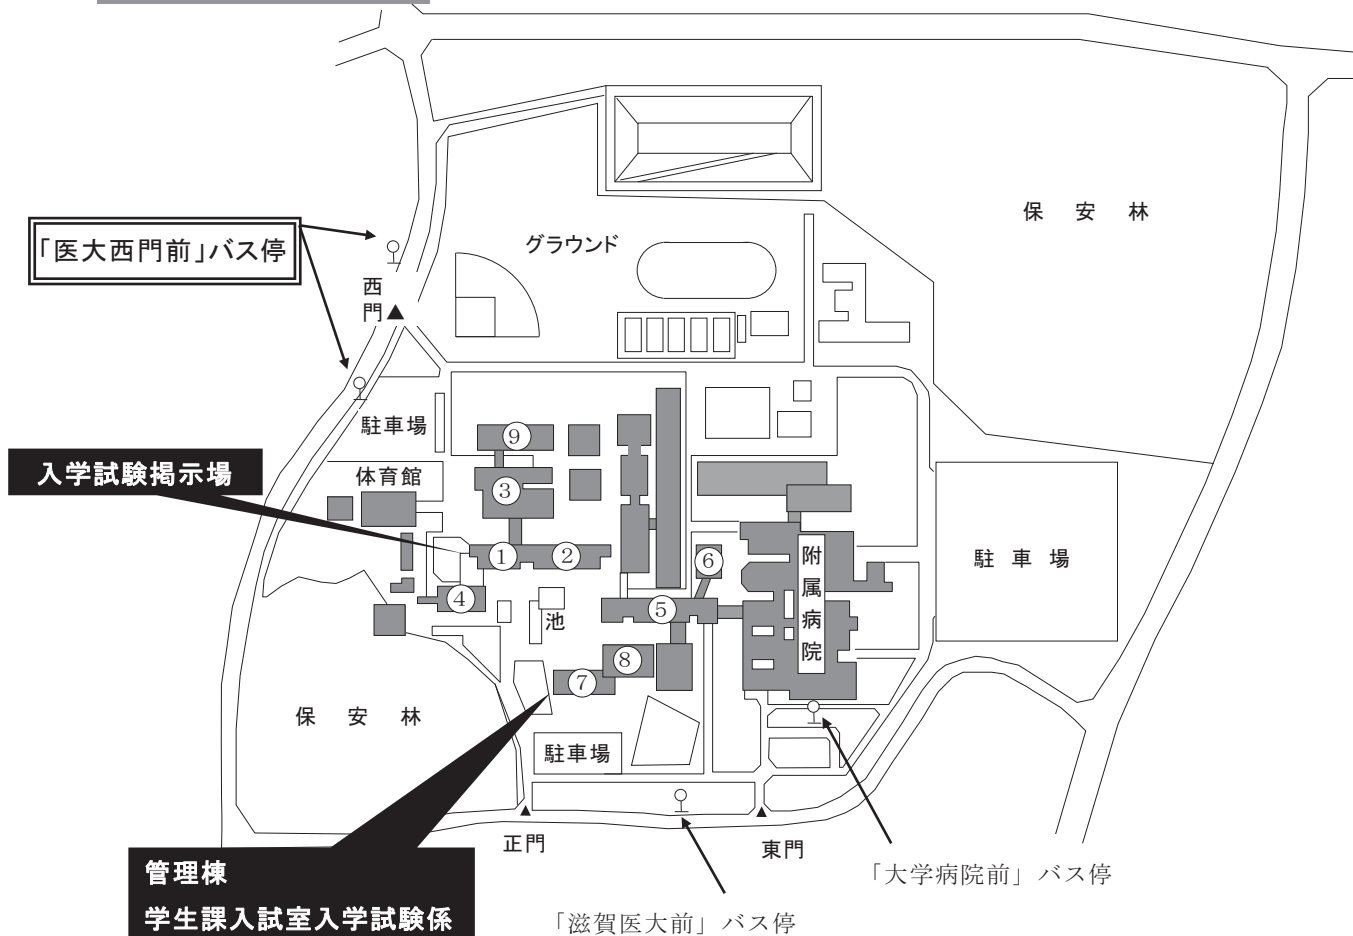 保安林
グラウンド
「医大西門前」バス停
西門
駐車場
⑨
入学試験掲示場
体育館
③
①
②
⑥
附属病院
駐車場
④
⑤
池
⑧
⑦
保安林
駐車場
正門
東門
管理棟
学生課入試室入学試験係
「大学病院前」バス停
「滋賀医大前」バス停